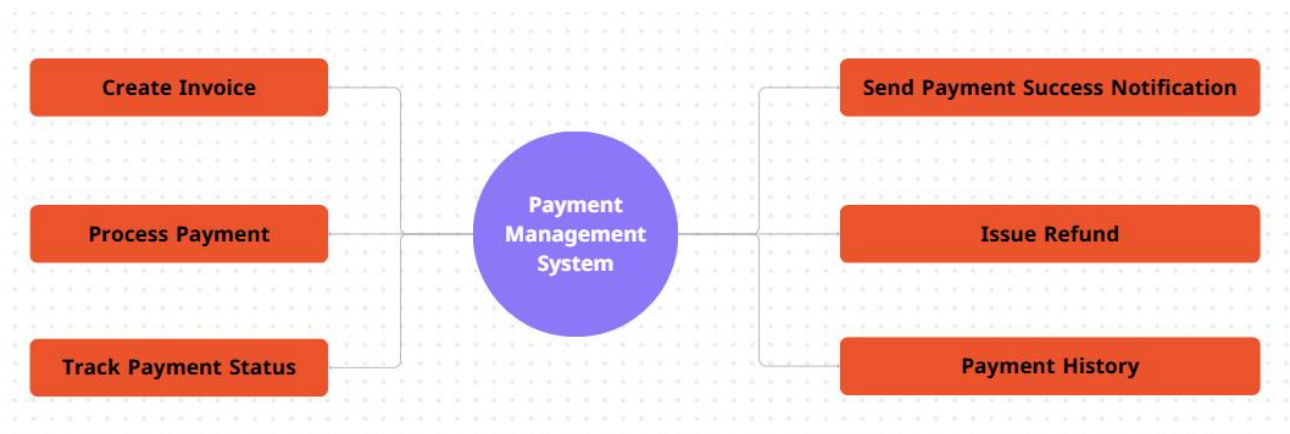 Create Invoice
Process Payment
Track Payment Status
Payment
Management
System
Send Payment Success Notification
Issue Refund
Payment History